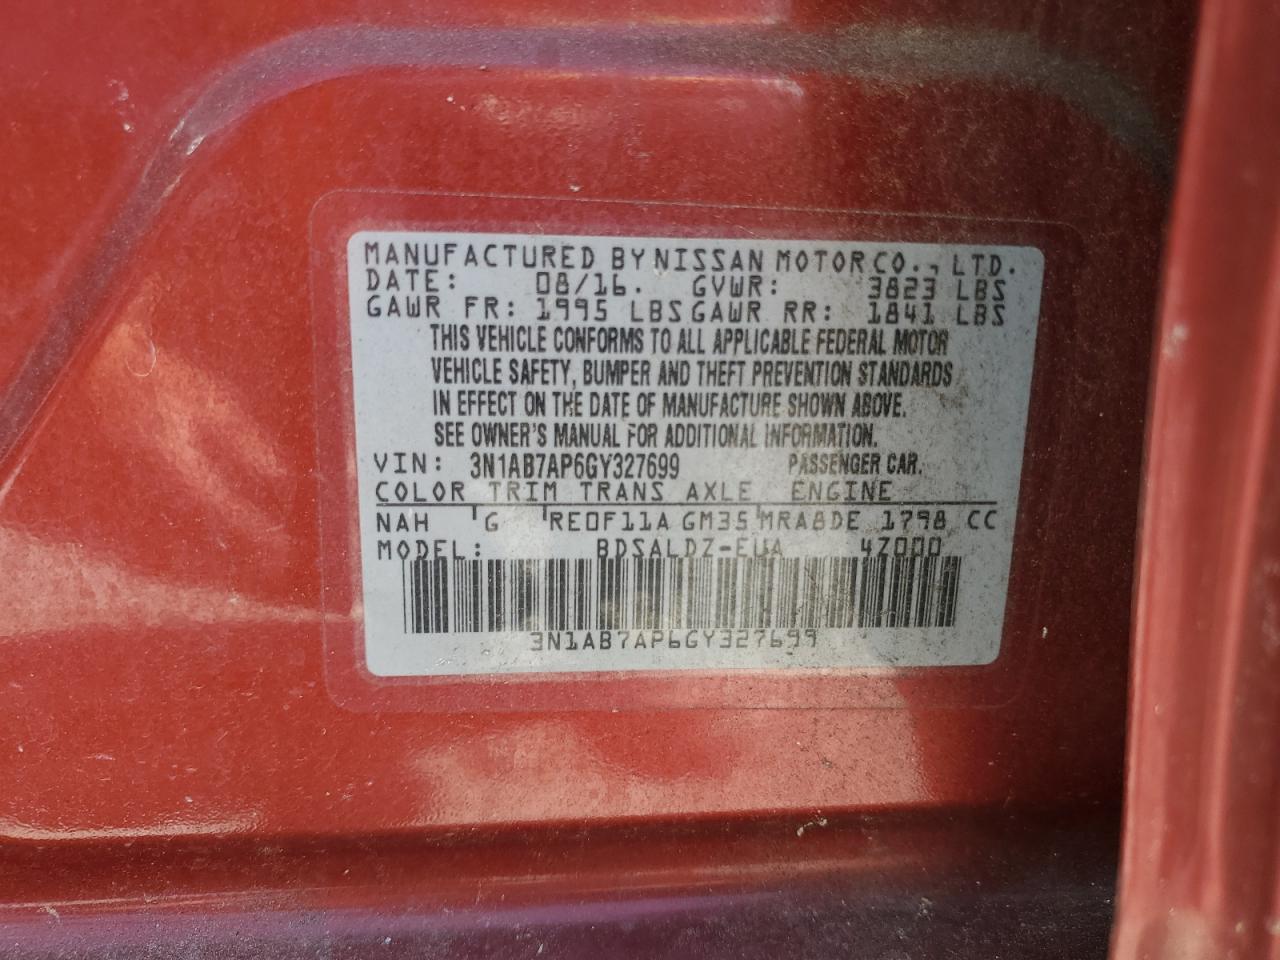 MANUFACTURED BY NISSAN MOTOR CO., LTD.
DATE: 08/16. GVWR: 3823 LBS
GAWR FR: 1995 LBS GAWR RR: 1841 LBS
THIS VEHICLE CONFORMS TO ALL APPLICABLE FEDERAL MOTOR
VEHICLE SAFETY, BUMPER AND THEFT PREVENTION STANDARDS
IN EFFECT ON THE DATE OF MANUFACTURE SHOWN ABOVE.
SEE OWNER'S MANUAL FOR ADDITIONAL INFORMATION.
VIN: 3N1AB7AP6GY327699 PASSENGER CAR.
COLOR TRIM TRANS AXLE ENGINE
NAH G RE0F11A GM35 MRA8DE 1798 CC
MODEL: BDSALDZ-EUA 4Z000
3N1AB7AP6GY327699